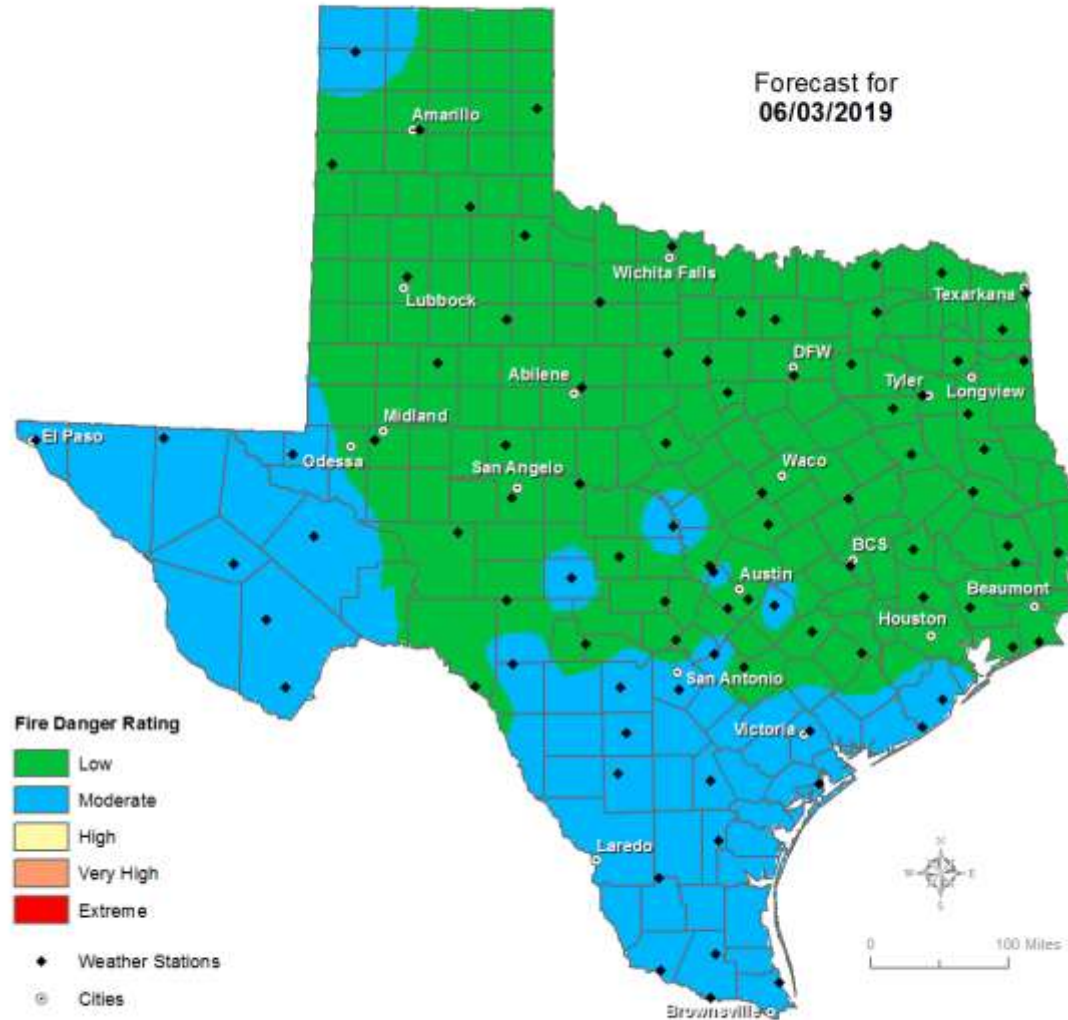 Forecast for
06/03/2019
Amarillo
Wichita Falls
Lubbock
Texarkana
DFW
Abilene
Tyler
Longview
Midland
El Paso
Odessa
San Angelo
Waco
BCS
Austin
Beaumont
Houston
San Antonio
Victoria
Laredo
Brownsville
Fire Danger Rating
Low
Moderate
High
Very High
Extreme
Weather Stations
Cities
N
W E
S
0 100 Miles